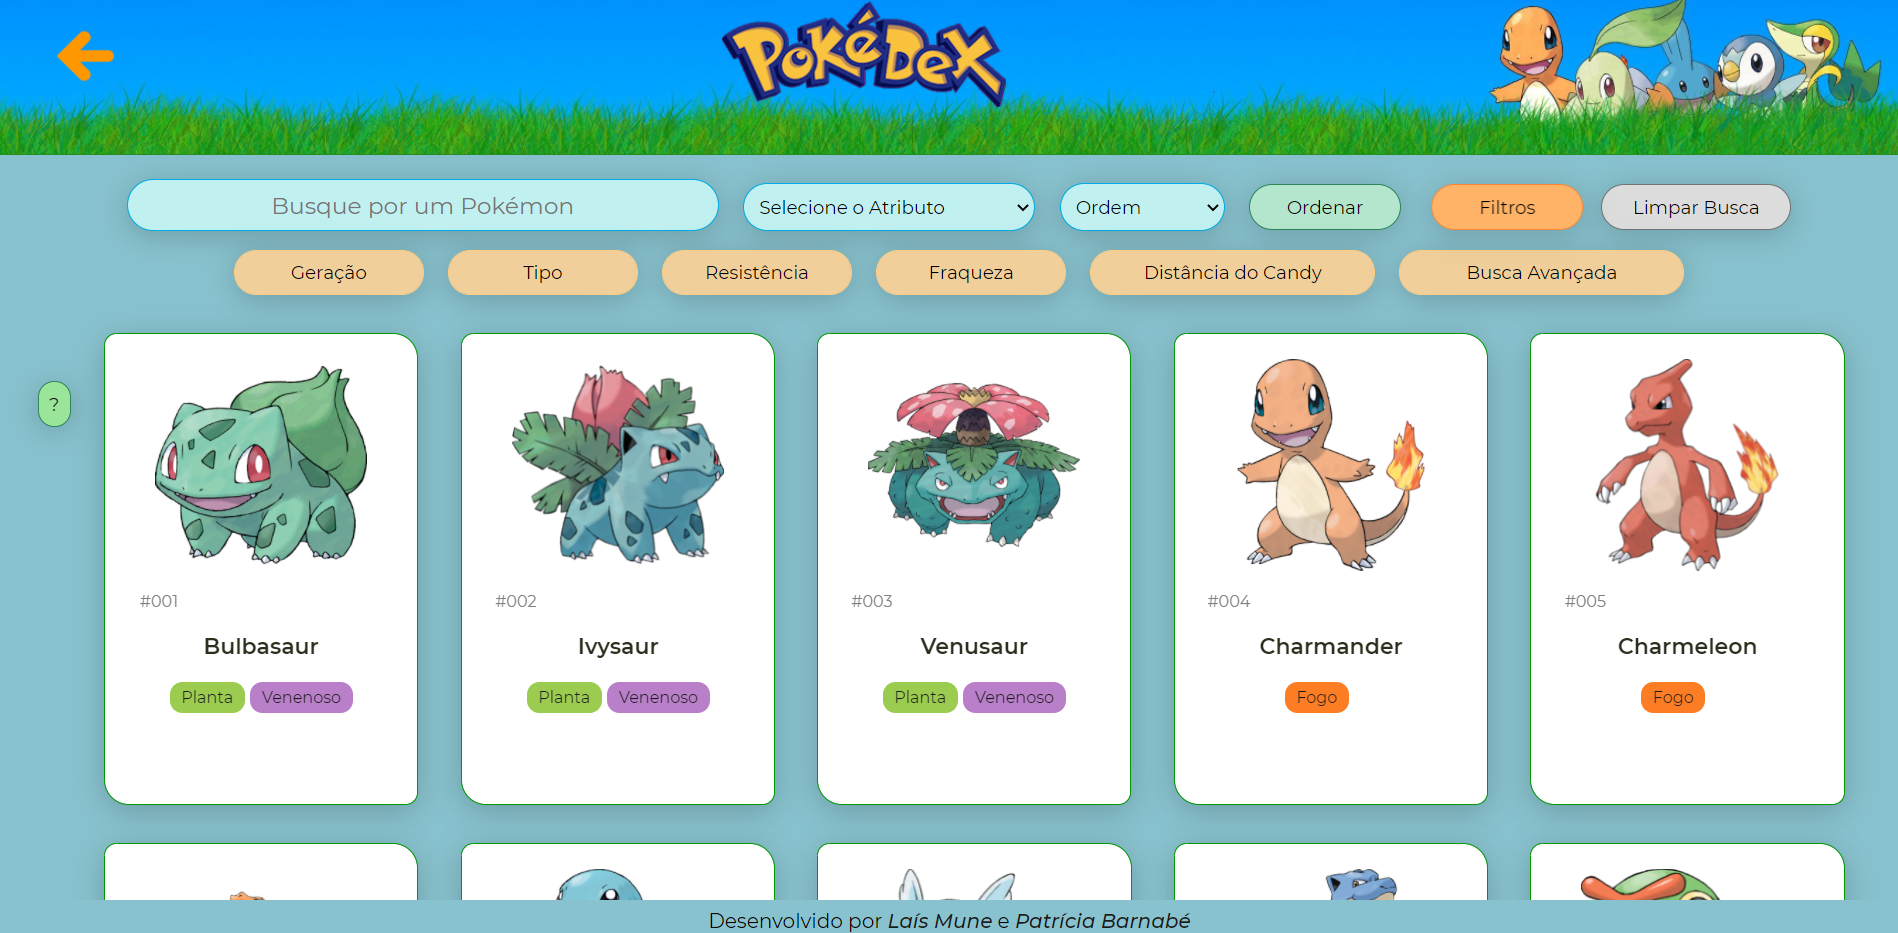 PokéDex
Busque por um Pokémon
Selecione o Atributo
Ordem
Ordenar
Filtros
Limpar Busca
Geração
Tipo
Resistência
Fraqueza
Distância do Candy
Busca Avançada
?
#001
Bulbasaur
Planta Venenoso
#002
Ivysaur
Planta Venenoso
#003
Venusaur
Planta Venenoso
#004
Charmander
Fogo
#005
Charmeleon
Fogo
Desenvolvido por Laís Mune e Patrícia Barnabé